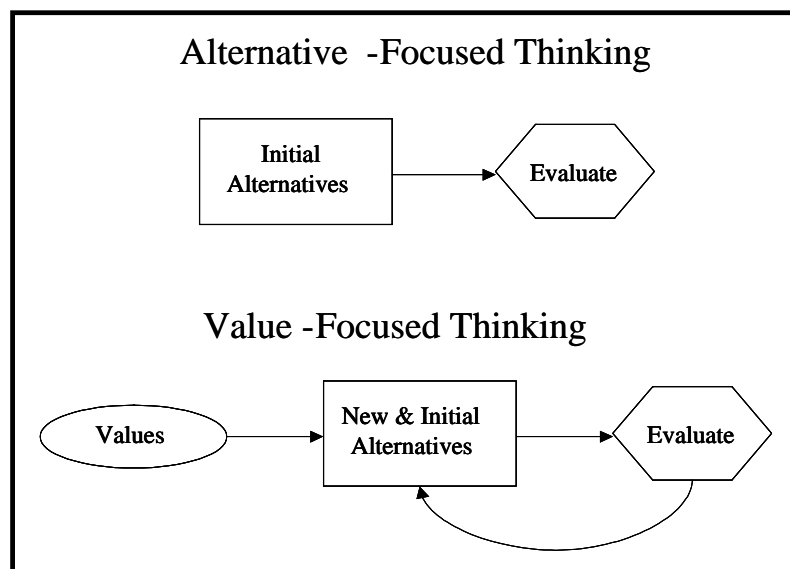 Alternative -Focused Thinking
Initial
Alternatives
Evaluate
Value -Focused Thinking
Values
New & Initial
Alternatives
Evaluate